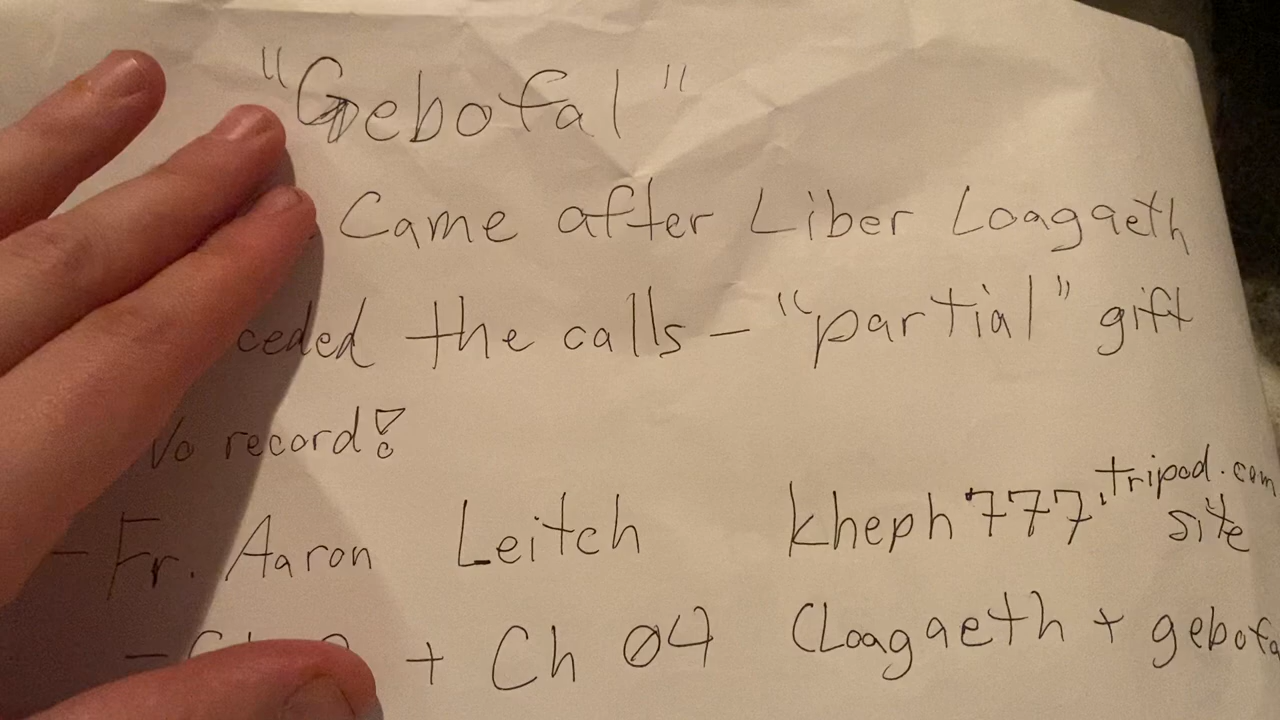 "Gebofal"
Came after Liber Loagaeth
ceded the calls - "partial" gift
No record!
- Fr. Aaron Leitch kheph777.tripod.com site
- + Ch 04 (Loagaeth + gebofa